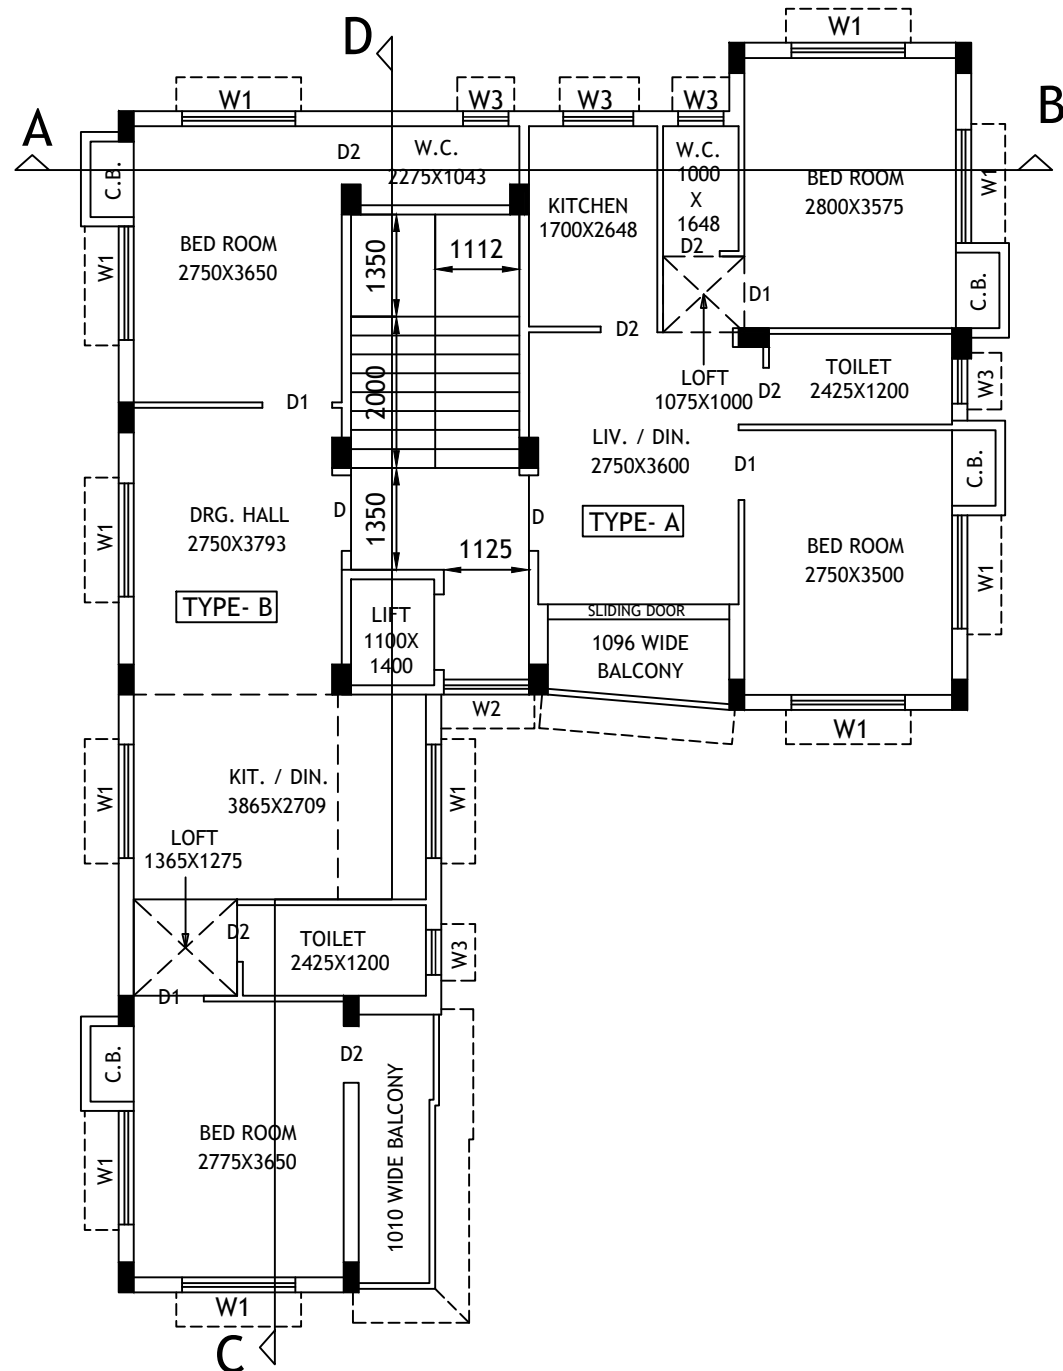 W1
D
W1
W3
W3
W3
A
B
C.B.
D2
W.C.
2275X1043
W.C.
1000
X
1648
BED ROOM
2800X3575
W1
KITCHEN
1700X2648
BED ROOM
2750X3650
W1
1350
1112
D2
D1
C.B.
D2
LOFT
1075X1000
D2
TOILET
2425X1200
W3
2000
D1
LIV. / DIN.
2750X3600
D1
C.B.
DRG. HALL
2750X3793
D
1350
D
TYPE- A
W1
1125
BED ROOM
2750X3500
W1
TYPE- B
LIFT
1100X
1400
SLIDING DOOR
1096 WIDE
BALCONY
W2
W1
KIT. / DIN.
3865X2709
W1
W1
LOFT
1365X1275
D2
TOILET
2425X1200
W3
D1
C.B.
D2
1010 WIDE BALCONY
BED ROOM
2775X3650
W1
W1
C